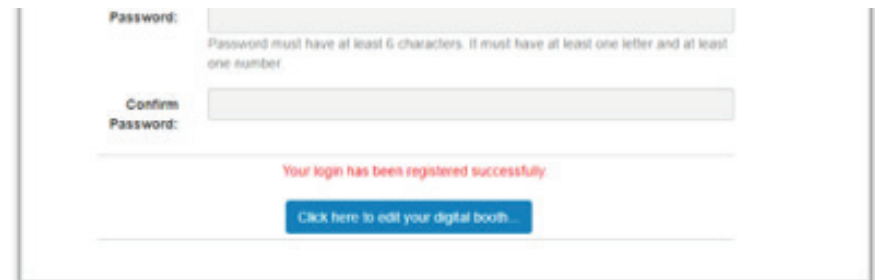 Password:
Password must have at least 6 characters. It must have at least one letter and at least
one number
Confirm
Password:
Your login has been registered successfully.
Click here to edit your digital booth...